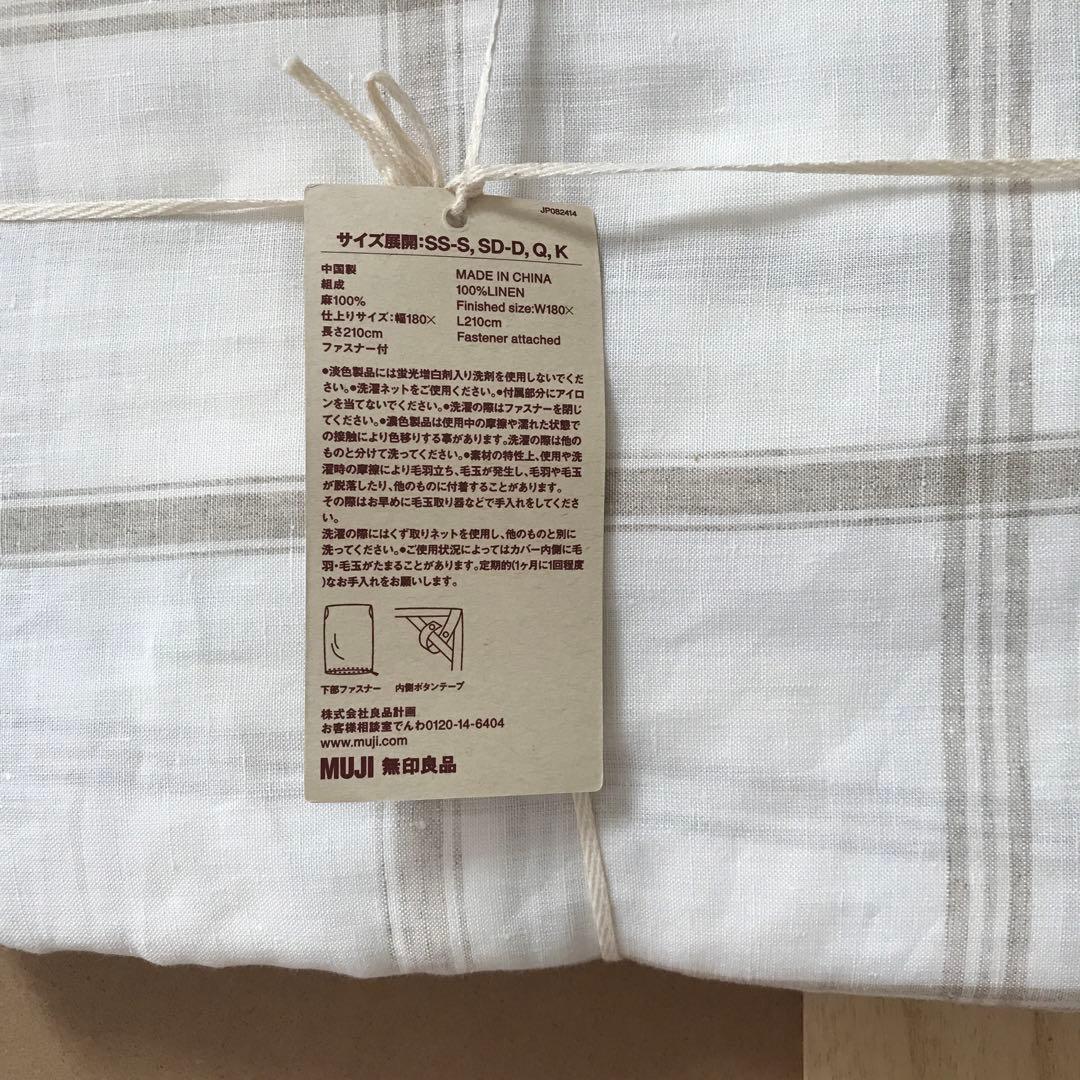 JP082414
サイズ展開：SS-S, SD-D, Q, K
中国製
組成
麻100%
仕上りサイズ：幅180×
長さ210cm
ファスナー付
MADE IN CHINA
100%LINEN
Finished size:W180×
L210cm
Fastener attached
●淡色製品には蛍光増白剤入り洗剤を使用しないでくだ
さい。●洗濯ネットをご使用ください。●付属部分にアイロ
ンを当てないでください。●洗濯の際はファスナーを閉じ
てください。●濃色製品は使用中の摩擦や濡れた状態で
の接触により色移りする事があります。洗濯の際は他の
ものと分けて洗ってください。●素材の特性上、使用や洗
濯時の摩擦により毛羽立ち、毛玉が発生し、毛羽や毛玉
が脱落したり、他のものに付着することがあります。
その際はお早めに毛玉取り器などで手入れをしてくださ
い。
洗濯の際にはくず取りネットを使用し、他のものと別に
洗ってください。●ご使用状況によってはカバー内側に毛
羽・毛玉がたまることがあります。定期的(1ヶ月に1回程度
)なお手入れをお願いします。
下部ファスナー
内側ボタンテープ
株式会社良品計画
お客様相談室でんわ0120-14-6404
www.muji.com
MUJI 無印良品